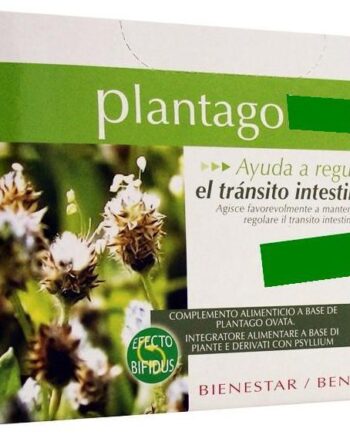 plantago
Ayuda a regu
el tránsito intestin
Agisce favorevolmente a manten
regolare il transito intestin
COMPLEMENTO ALIMENTICIO A BASE DE
PLANTAGO OVATA.
INTEGRATORE ALIMENTARE A BASE DI
PIANTE E DERIVATI CON PSYLLIUM
EFECTO
BIFIDUS
BIENESTAR / BEN